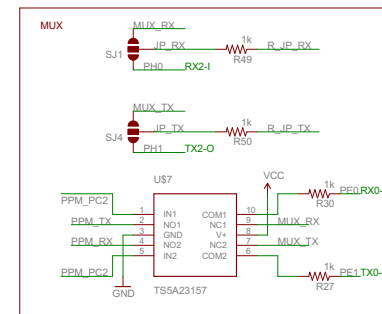 MUX
MUX_RX
JP_RX
1k
R_JP_RX
SJ1
R49
PH0
RX2-I
MUX_TX
JP_TX
1k
R_JP_TX
SJ4
R50
PH1
TX2-O
U$7
VCC
1k
PPM_PC2
1
IN1
COM1
10
PE0
RX0-
R30
PPM_TX
2
NO1
NC1
9
MUX_RX
3
GND
V+
8
PPM_RX
4
NO2
NC2
7
MUX_TX
5
IN2
COM2
6
PPM_PC2
1k
PE1
TX0-
R27
GND
TS5A23157